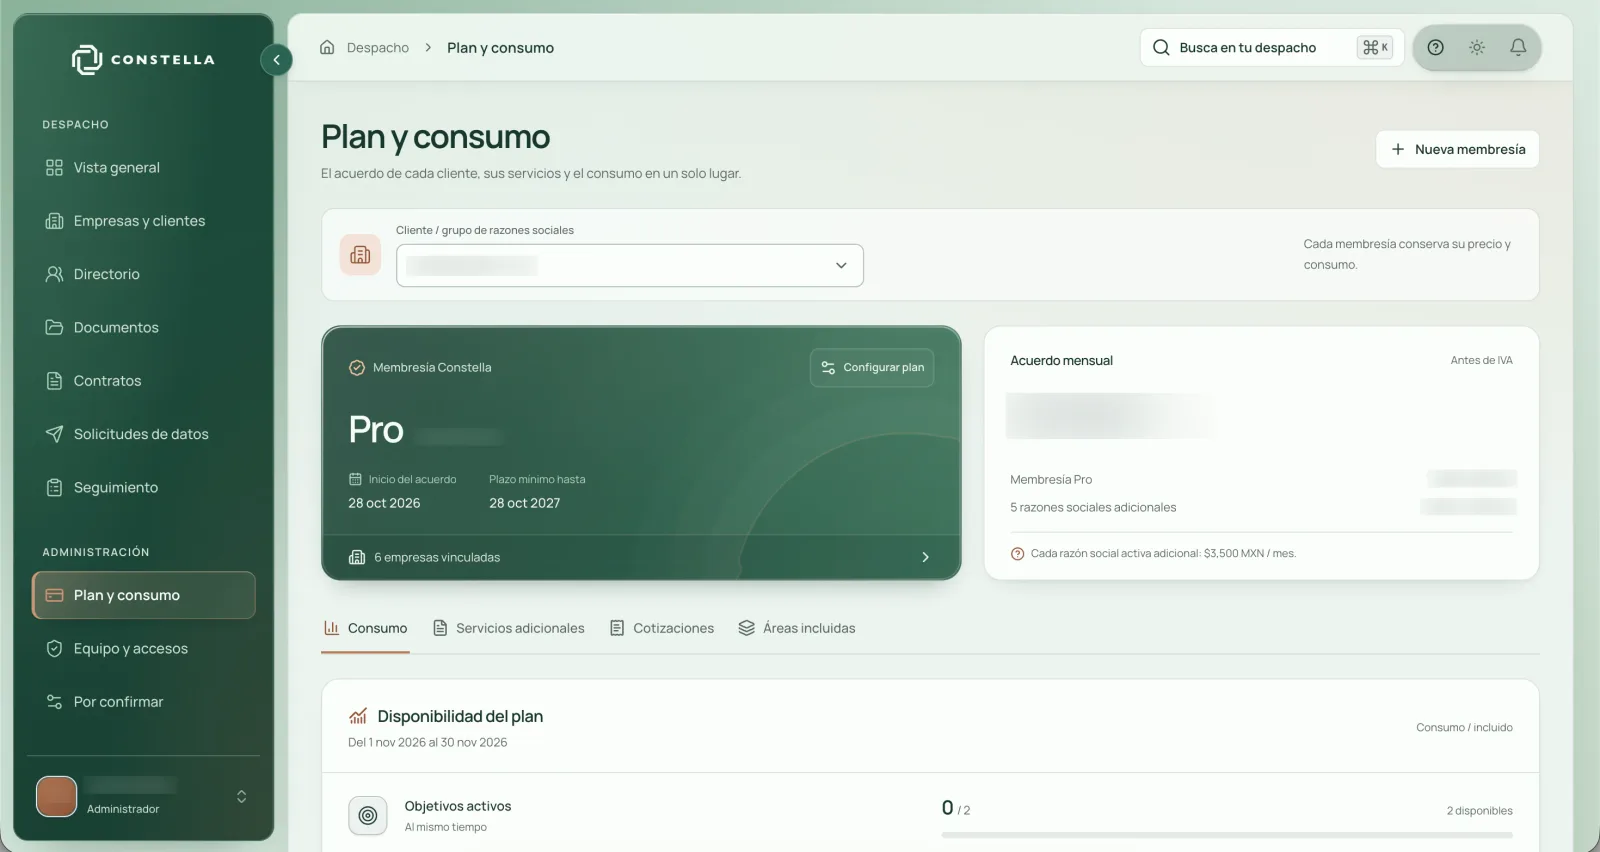 CONSTELLA
DESPACHO
Vista general
Empresas y clientes
Directorio
Documentos
Contratos
Solicitudes de datos
Seguimiento
ADMINISTRACIÓN
Plan y consumo
Equipo y accesos
Por confirmar
Administrador
Despacho
Plan y consumo
Busca en tu despacho
⌘ K
Plan y consumo
El acuerdo de cada cliente, sus servicios y el consumo en un solo lugar.
Nueva membresía
Cliente / grupo de razones sociales
Cada membresía conserva su precio y
consumo.
Membresía Constella
Configurar plan
Pro
Inicio del acuerdo
Plazo mínimo hasta
28 oct 2026
28 oct 2027
6 empresas vinculadas
Acuerdo mensual
Antes de IVA
Membresía Pro
5 razones sociales adicionales
Cada razón social activa adicional: $3,500 MXN / mes.
Consumo
Servicios adicionales
Cotizaciones
Áreas incluidas
Disponibilidad del plan
Del 1 nov 2026 al 30 nov 2026
Consumo / incluido
Objetivos activos
Al mismo tiempo
0 / 2
2 disponibles